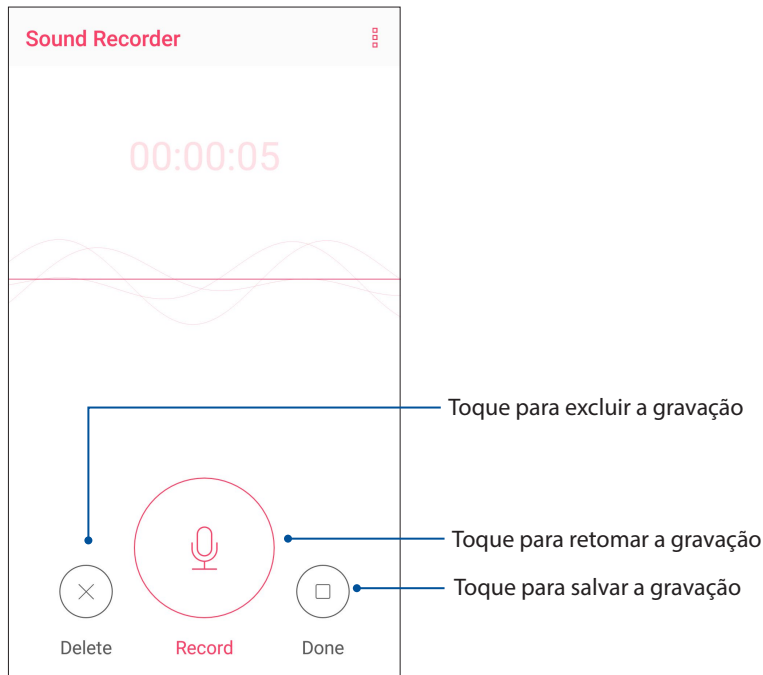 Sound Recorder
00:00:05
Toque para excluir a gravação
Toque para retomar a gravação
Toque para salvar a gravação
Delete
Record
Done